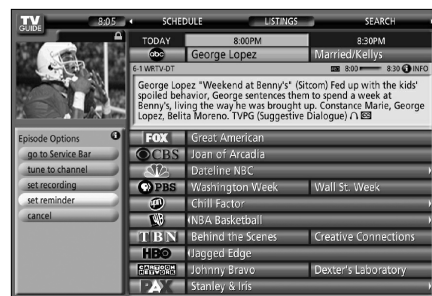 TV GUIDE 8:05 SCHEDULE LISTINGS SEARCH
TODAY 8:00PM 8:30PM
abc George Lopez Married/Kellys
6-1 WRTV-DT 8:00 8:30 INFO
George Lopez "Weekend at Benny's" (Sitcom) Fed up with the kids'
spoiled behavior, George sentences them to spend a week at
Benny's, living the way he was brought up. Constance Marie, George
Lopez, Belita Moreno. TVPG (Suggestive Dialogue)
Episode Options
go to Service Bar
tune to channel
set recording
set reminder
cancel
FOX Great American
CBS Joan of Arcadia
Dateline NBC
PBS Washington Week Wall St. Week
Chill Factor
WB NBA Basketball
TBN Behind the Scenes Creative Connections
HBO Jagged Edge
CARTOON NETWORK Johnny Bravo Dexter's Laboratory
PAX Stanley & Iris